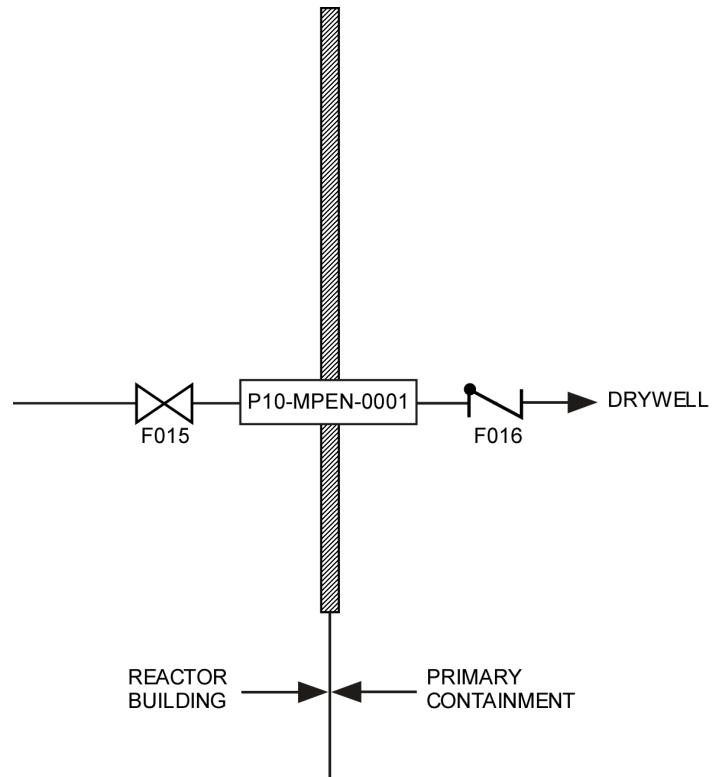 P10-MPEN-0001
DRYWELL
F015
F016
REACTOR
BUILDING
PRIMARY
CONTAINMENT